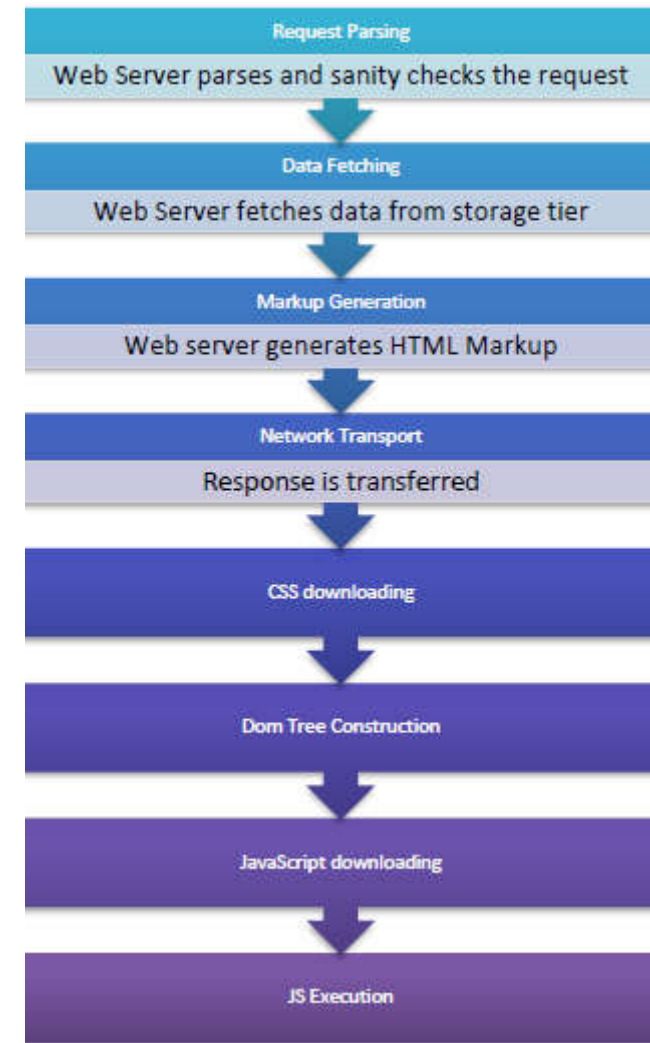 Request Parsing
Web Server parses and sanity checks the request
Data Fetching
Web Server fetches data from storage tier
Markup Generation
Web server generates HTML Markup
Network Transport
Response is transferred
CSS downloading
Dom Tree Construction
JavaScript downloading
JS Execution